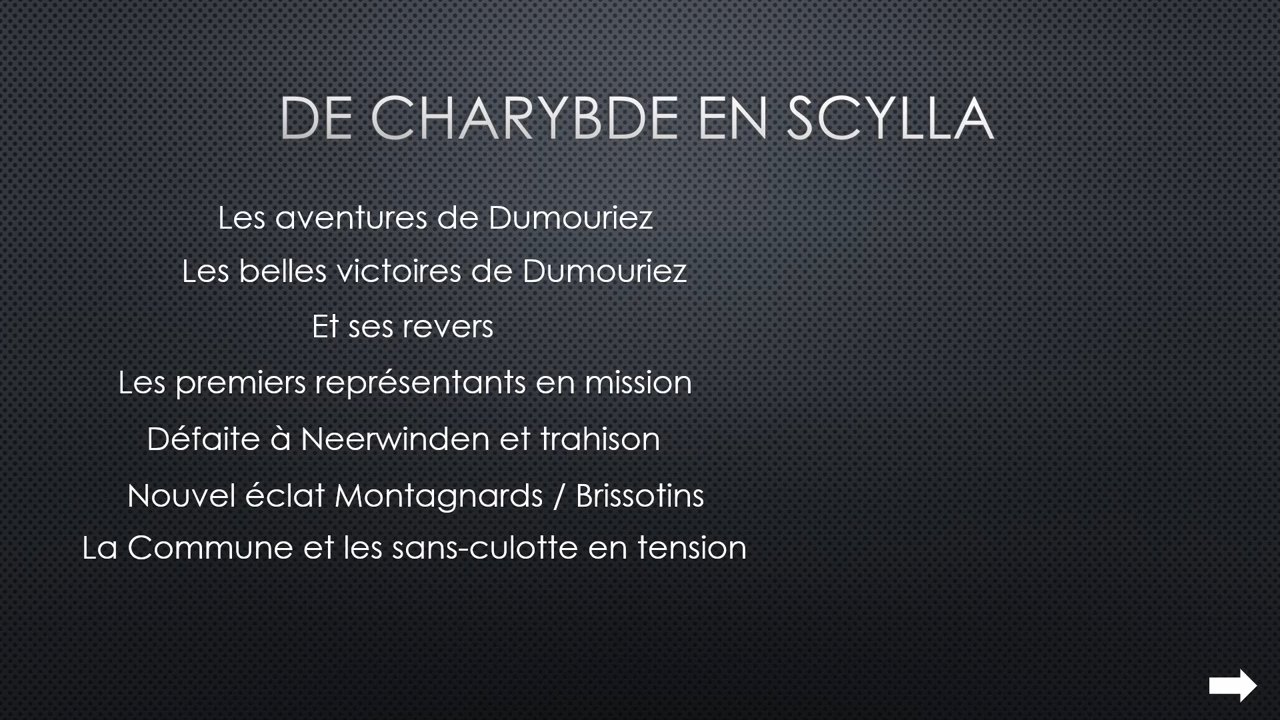 DE CHARYBDE EN SCYLLA
Les aventures de Dumouriez
Les belles victoires de Dumouriez
Et ses revers
Les premiers représentants en mission
Défaite à Neerwinden et trahison
Nouvel éclat Montagnards / Brissotins
La Commune et les sans-culotte en tension